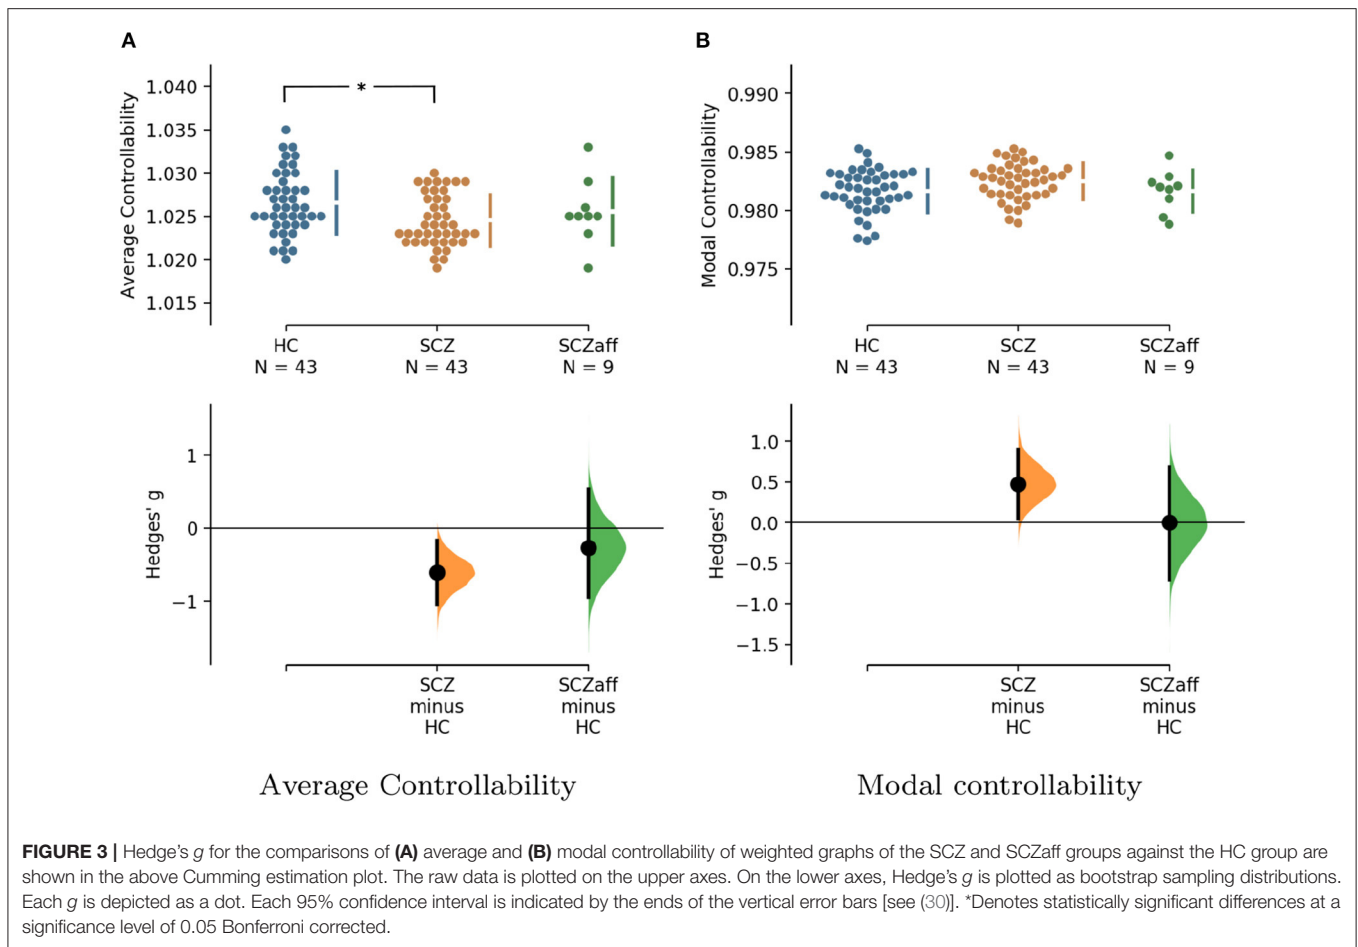 A
Average Controllability
1.040
1.035
1.030
1.025
1.020
1.015
*
HC
N = 43
SCZ
N = 43
SCZaff
N = 9
Hedges' g
1
0
−1
SCZ
minus
HC
SCZaff
minus
HC
Average Controllability
B
Modal Controllability
0.990
0.985
0.980
0.975
HC
N = 43
SCZ
N = 43
SCZaff
N = 9
Hedges' g
1.0
0.5
0.0
−0.5
−1.0
−1.5
SCZ
minus
HC
SCZaff
minus
HC
Modal controllability
FIGURE 3 | Hedge's g for the comparisons of (A) average and (B) modal controllability of weighted graphs of the SCZ and SCZaff groups against the HC group are
shown in the above Cumming estimation plot. The raw data is plotted on the upper axes. On the lower axes, Hedge's g is plotted as bootstrap sampling distributions.
Each g is depicted as a dot. Each 95% confidence interval is indicated by the ends of the vertical error bars [see (30)]. *Denotes statistically significant differences at a
significance level of 0.05 Bonferroni corrected.